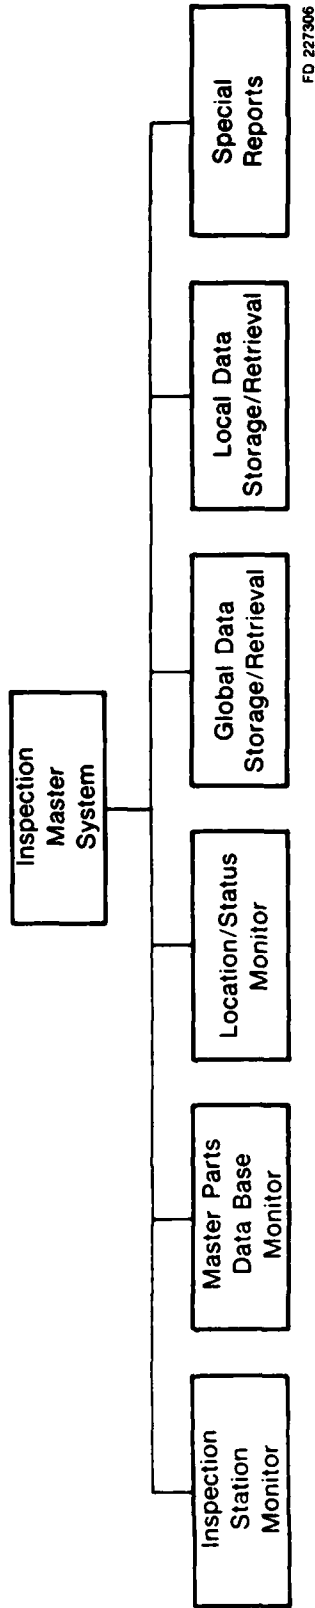 Inspection
Master
System
Inspection
Station
Monitor
Master Parts
Data Base
Monitor
Location/Status
Monitor
Global Data
Storage/Retrieval
Local Data
Storage/Retrieval
Special
Reports
FD 227306